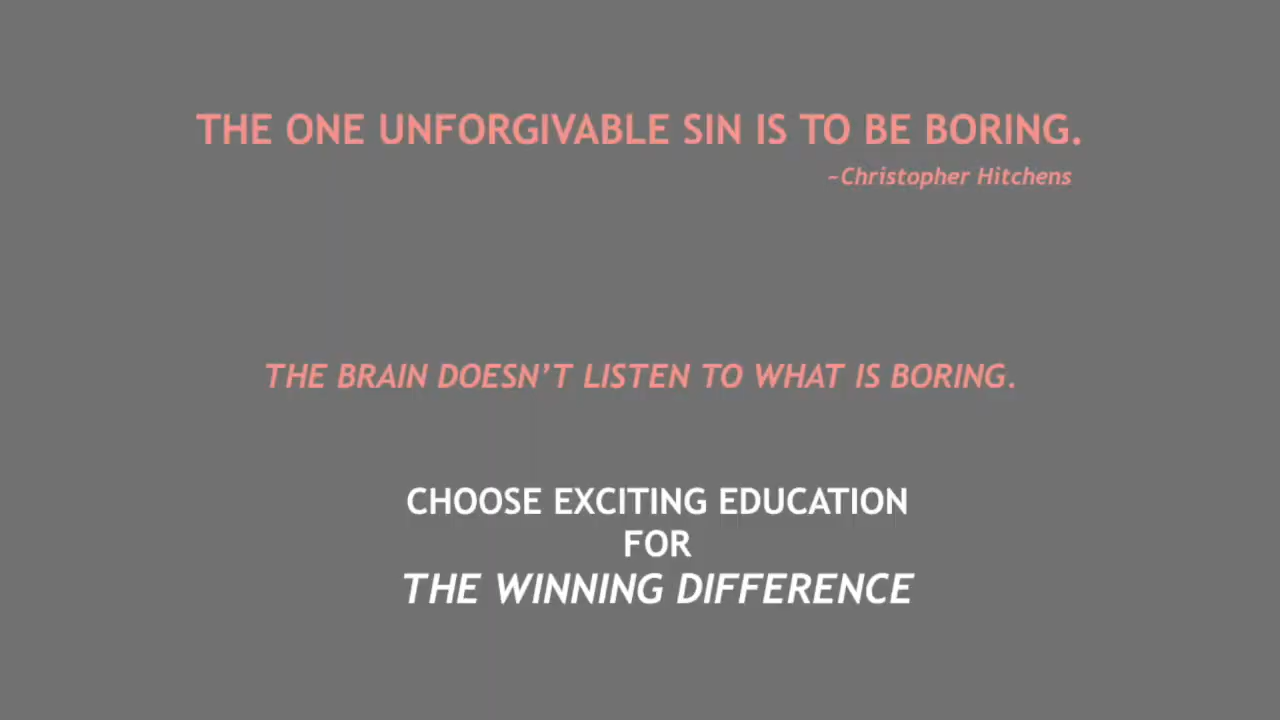 THE ONE UNFORGIVABLE SIN IS TO BE BORING.
~Christopher Hitchens
THE BRAIN DOESN’T LISTEN TO WHAT IS BORING.
CHOOSE EXCITING EDUCATION
FOR
THE WINNING DIFFERENCE